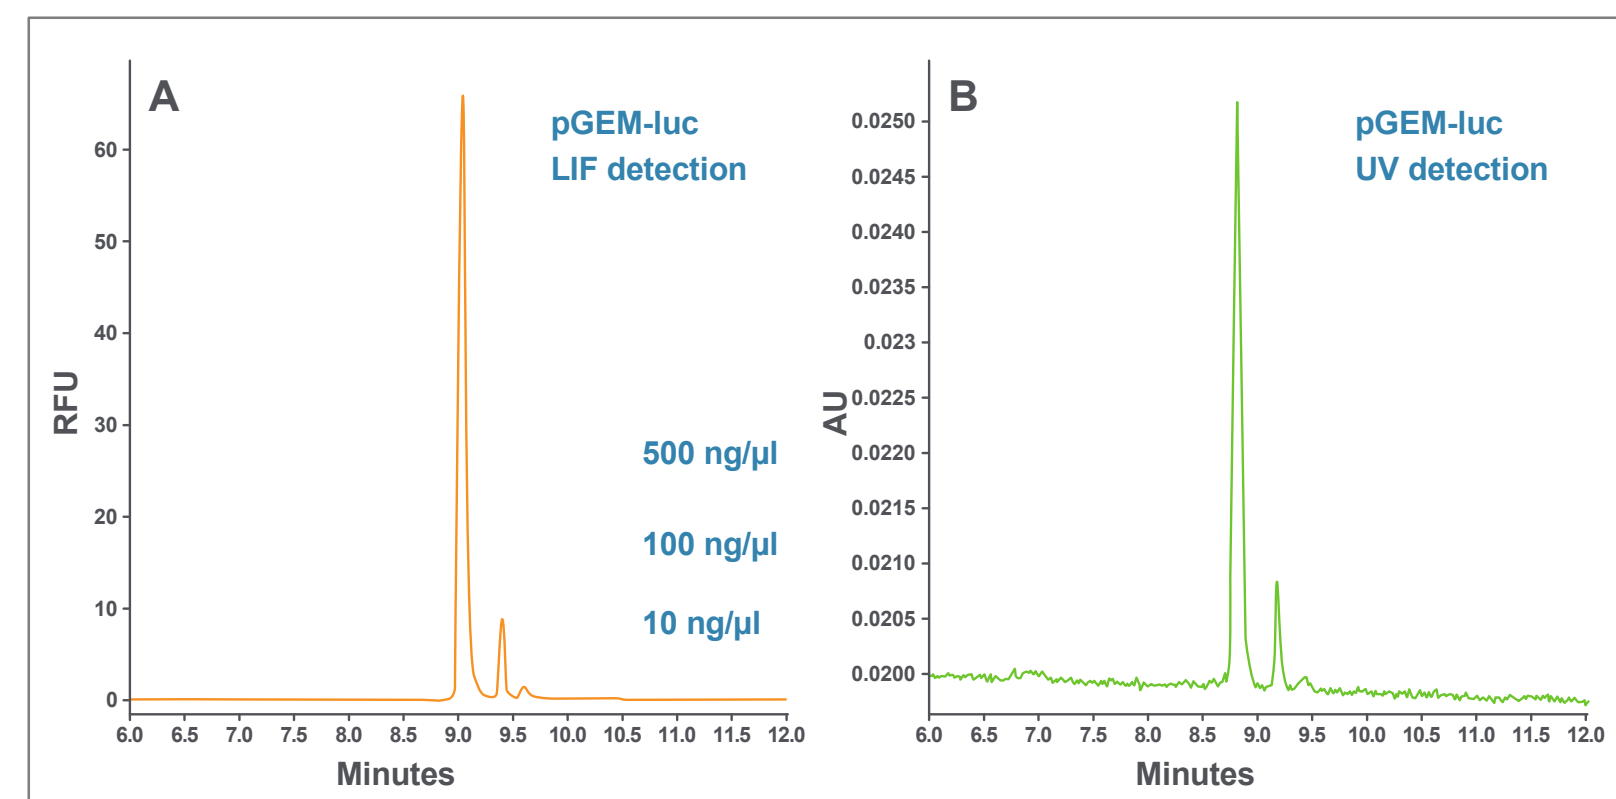 A
pGEM-luc
LIF detection
60
50
40
30
20
10
0
RFU
500 ng/µl
100 ng/µl
10 ng/µl
6.0 6.5 7.0 7.5 8.0 8.5 9.0 9.5 10.0 10.5 11.0 11.5 12.0
Minutes
B
pGEM-luc
UV detection
0.0250
0.0245
0.0240
0.0235
0.023
0.0225
0.0220
0.0215
0.0210
0.0205
0.0200
AU
6.0 6.5 7.0 7.5 8.0 8.5 9.0 9.5 10.0 10.5 11.0 11.5 12.0
Minutes